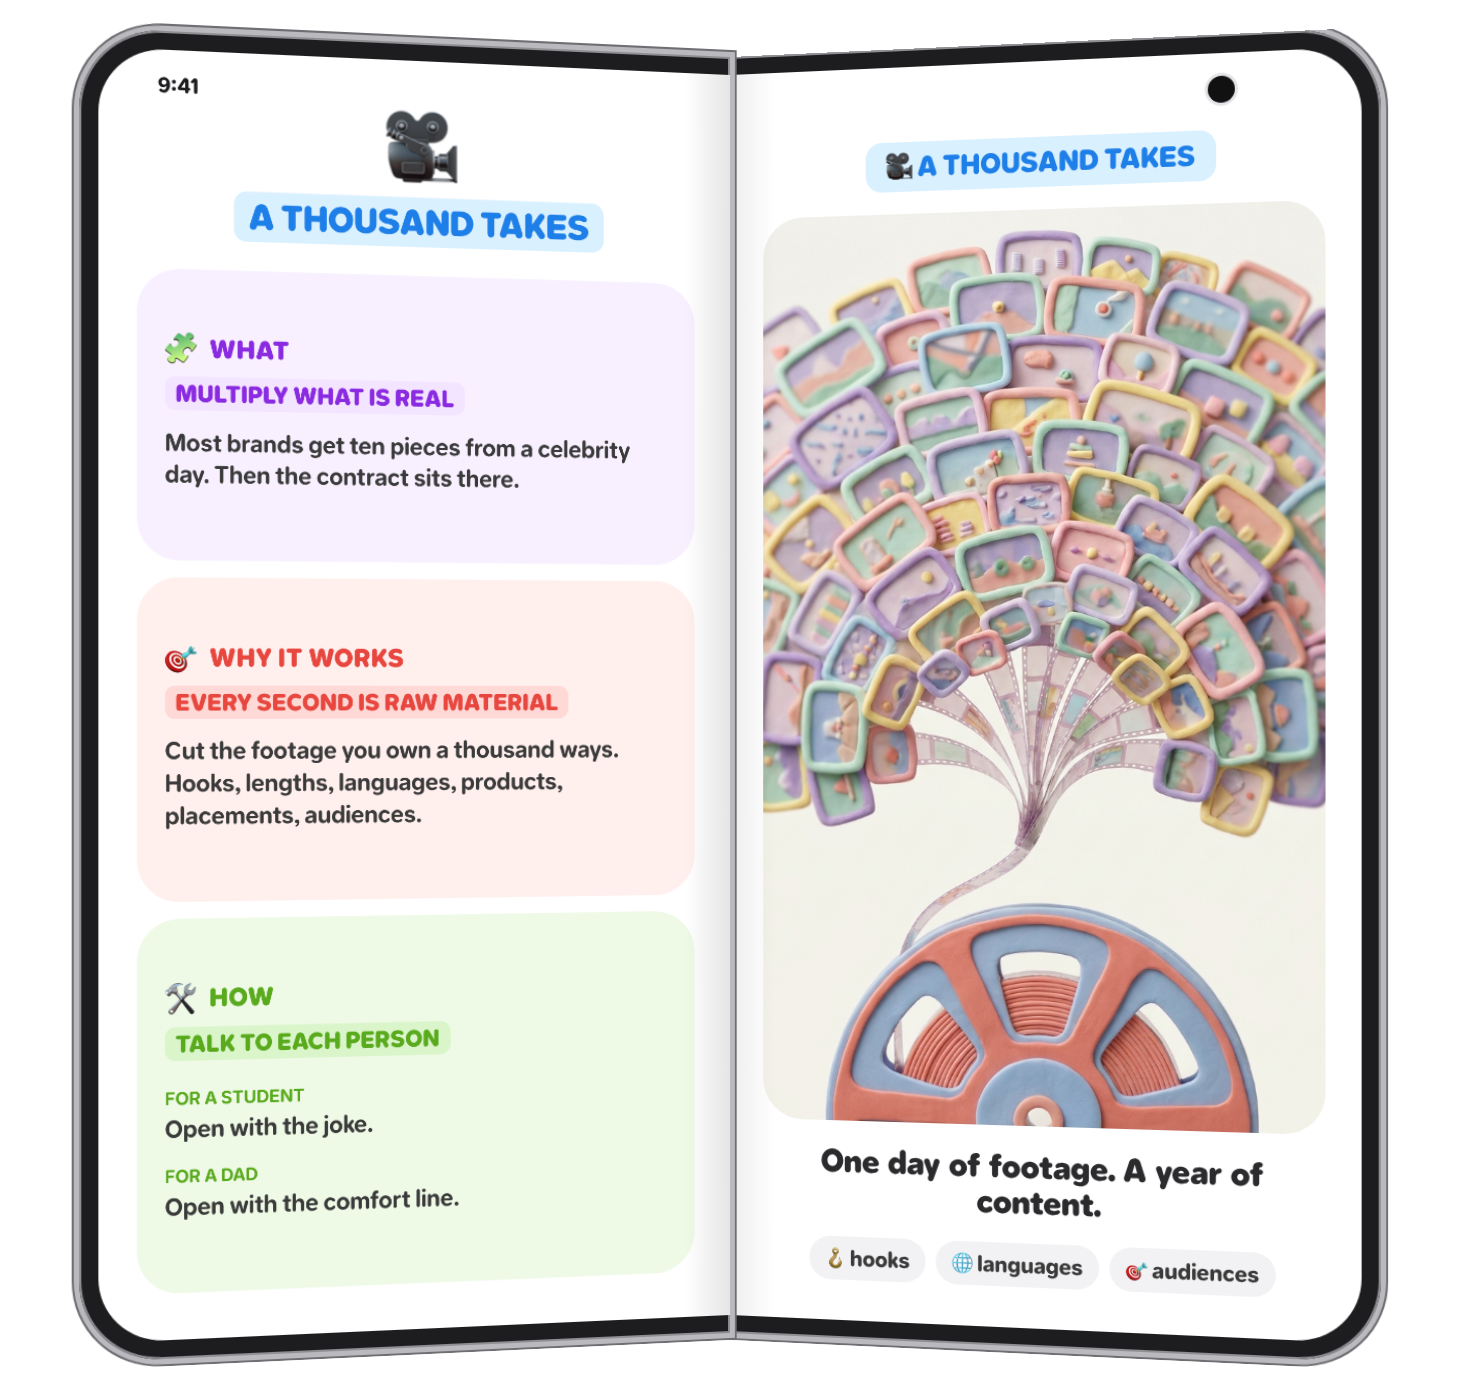 9:41
A THOUSAND TAKES
WHAT
MULTIPLY WHAT IS REAL
Most brands get ten pieces from a celebrity
day. Then the contract sits there.
WHY IT WORKS
EVERY SECOND IS RAW MATERIAL
Cut the footage you own a thousand ways.
Hooks, lengths, languages, products,
placements, audiences.
HOW
TALK TO EACH PERSON
FOR A STUDENT
Open with the joke.
FOR A DAD
Open with the comfort line.
A THOUSAND TAKES
One day of footage. A year of
content.
hooks
languages
audiences